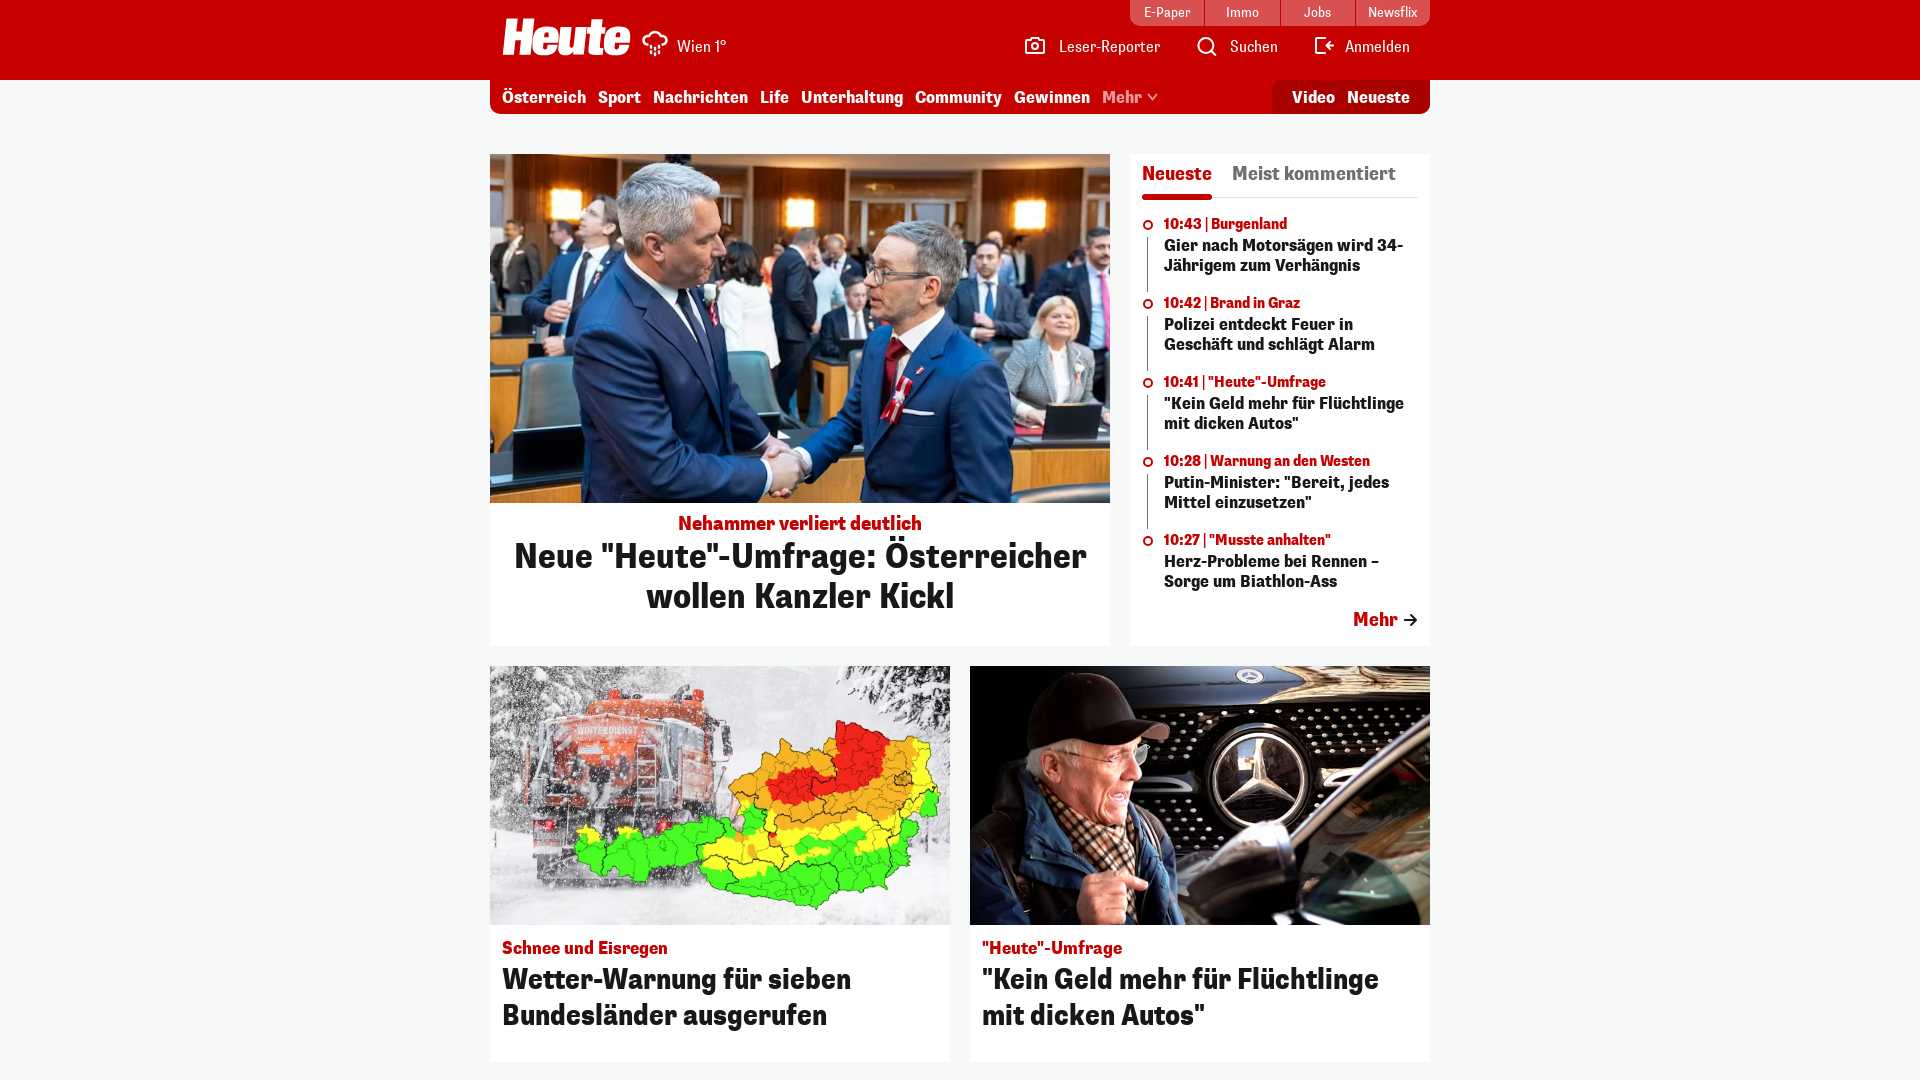 E-Paper
Immo
Jobs
Newsflix
Heute
Wien 1°
Leser-Reporter
Suchen
Anmelden
Österreich
Sport
Nachrichten
Life
Unterhaltung
Community
Gewinnen
Mehr
Video
Neueste
Nehammer verliert deutlich
Neue "Heute"-Umfrage: Österreicher
wollen Kanzler Kickl
Neueste
Meist kommentiert
10:43 | Burgenland
Gier nach Motorsägen wird 34-
Jährigem zum Verhängnis
10:42 | Brand in Graz
Polizei entdeckt Feuer in
Geschäft und schlägt Alarm
10:41 | "Heute"-Umfrage
"Kein Geld mehr für Flüchtlinge
mit dicken Autos"
10:28 | Warnung an den Westen
Putin-Minister: "Bereit, jedes
Mittel einzusetzen"
10:27 | "Musste anhalten"
Herz-Probleme bei Rennen –
Sorge um Biathlon-Ass
Mehr
WINTERDIENST
Schnee und Eisregen
Wetter-Warnung für sieben
Bundesländer ausgerufen
"Heute"-Umfrage
"Kein Geld mehr für Flüchtlinge
mit dicken Autos"